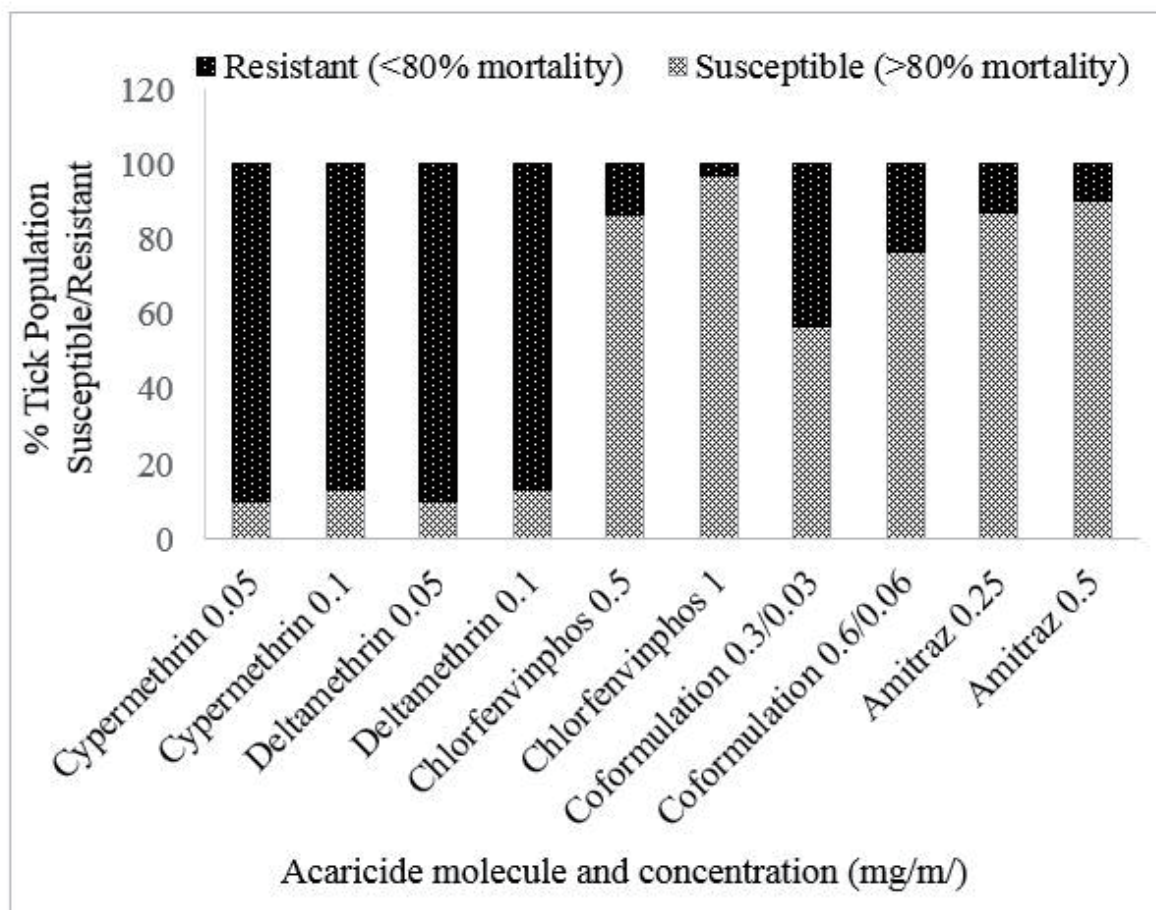 Resistant (<80% mortality) Susceptible (>80% mortality)
120
100
80
60
40
20
0
% Tick Population
Susceptible/Resistant
Cypermethrin 0.05
Cypermethrin 0.1
Deltamethrin 0.05
Deltamethrin 0.1
Chlorfenvinphos 0.5
Chlorfenvinphos 1
Coformulation 0.3/0.03
Coformulation 0.6/0.06
Amitraz 0.25
Amitraz 0.5
Acaricide molecule and concentration (mg/m/)